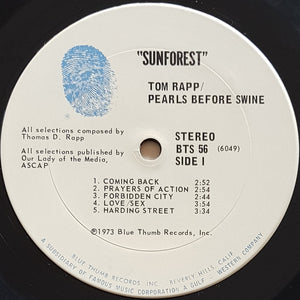 "SUNFOREST"
TOM RAPP/
PEARLS BEFORE SWINE
All selections composed by
Thomas D. Rapp
All selections published by
Our Lady of the Media,
ASCAP
STEREO
BTS 56 (6049)
SIDE I
1 COMING BACK 2:52
2 PRAYERS OF ACTION 2:52
3 FORBIDDEN CITY 3:54
4 LOVE/SEX 3:54
5 HARDING STREET 3:34
©1973 Blue Thumb Records, Inc.
BLUE THUMB RECORDS INC. BEVERLY HILLS, CALIF.
A SUBSIDIARY OF FAMOUS MUSIC CORPORATION A GULF + WESTERN COMPANY